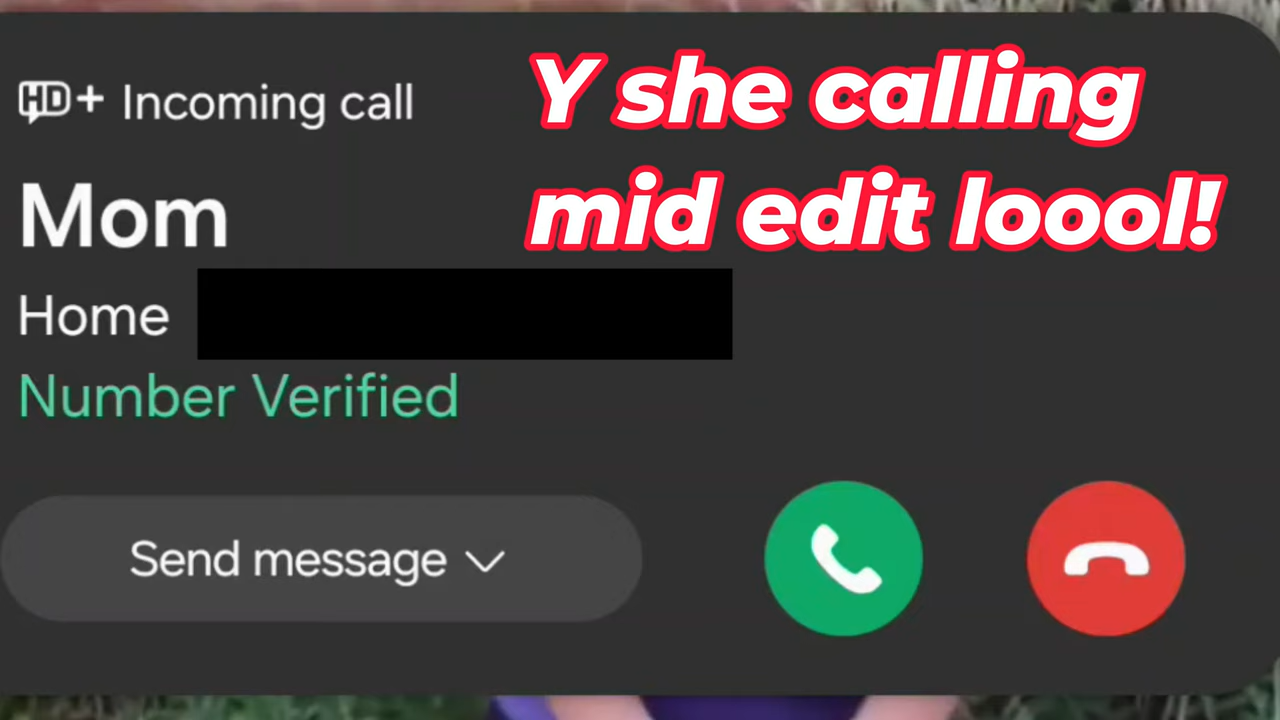 HD+ Incoming call
Y she calling
mid edit loool!
Mom
Home
Number Verified
Send message